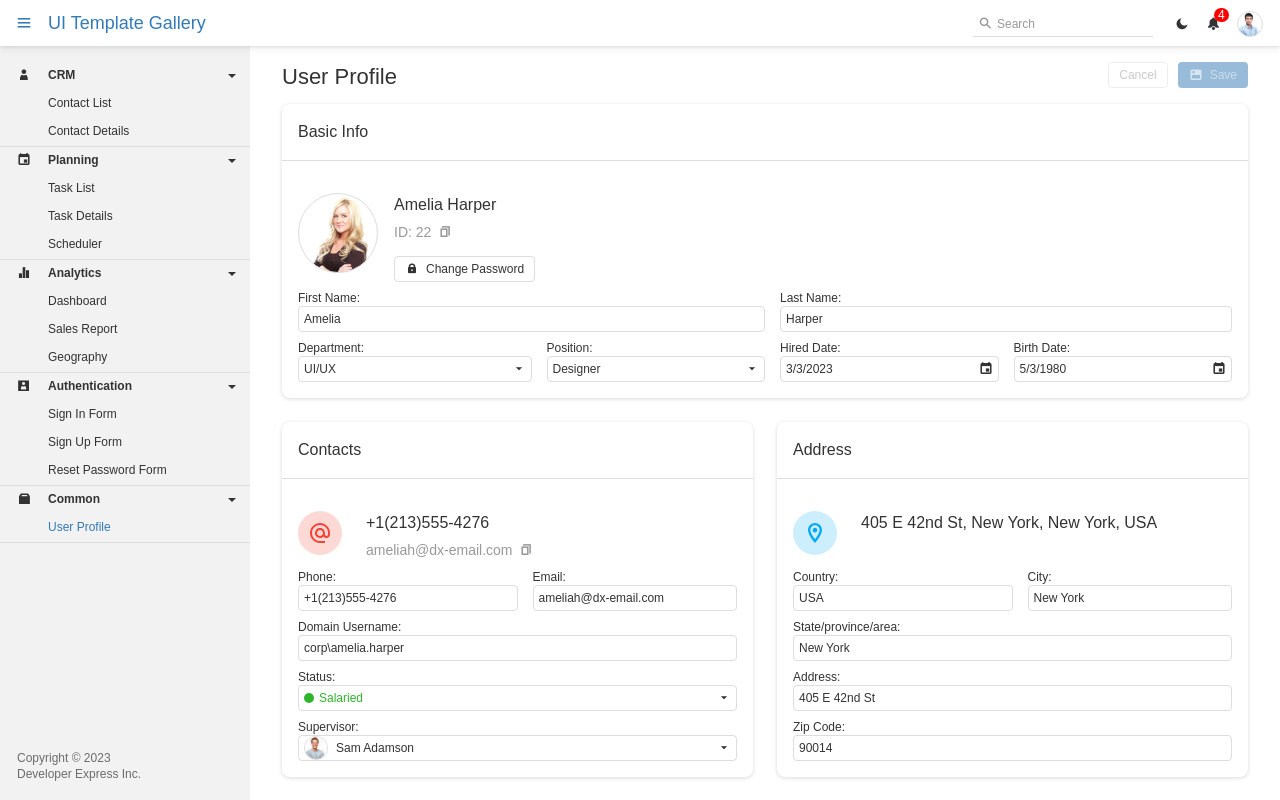 UI Template Gallery
Search
4
CRM
Contact List
Contact Details
Planning
Task List
Task Details
Scheduler
Analytics
Dashboard
Sales Report
Geography
Authentication
Sign In Form
Sign Up Form
Reset Password Form
Common
User Profile
Copyright © 2023
Developer Express Inc.
User Profile
Cancel
Save
Basic Info
Amelia Harper
ID: 22
Change Password
First Name:
Amelia
Last Name:
Harper
Department:
UI/UX
Position:
Designer
Hired Date:
3/3/2023
Birth Date:
5/3/1980
Contacts
+1(213)555-4276
ameliah@dx-email.com
Phone:
+1(213)555-4276
Email:
ameliah@dx-email.com
Domain Username:
corp\amelia.harper
Status:
Salaried
Supervisor:
Sam Adamson
Address
405 E 42nd St, New York, New York, USA
Country:
USA
City:
New York
State/province/area:
New York
Address:
405 E 42nd St
Zip Code:
90014